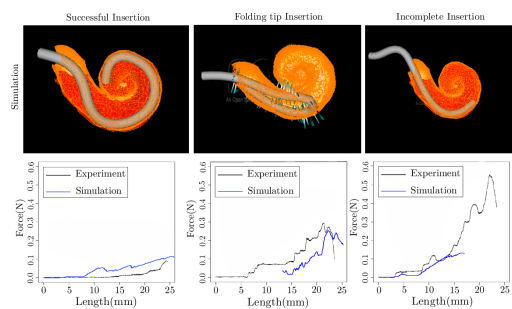 Successful Insertion
Folding tip Insertion
Incomplete Insertion
Simulation
Experiment
Simulation
Force(N)
0.0 0.1 0.2 0.3 0.4 0.5 0.6
0 5 10 15 20 25
Length(mm)
Experiment
Simulation
Force(N)
0.0 0.1 0.2 0.3 0.4 0.5 0.6
0 5 10 15 20 25
Length(mm)
Experiment
Simulation
Force(N)
0.0 0.1 0.2 0.3 0.4 0.5 0.6
0 5 10 15 20 25
Length(mm)